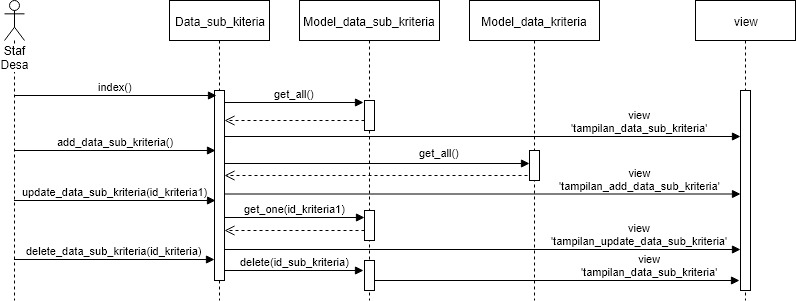 Staf
Desa
Data_sub_kiteria
Model_data_sub_kriteria
Model_data_kriteria
view
index()
get_all()
view
'tampilan_data_sub_kriteria'
add_data_sub_kriteria()
get_all()
view
'tampilan_add_data_sub_kriteria'
update_data_sub_kriteria(id_kriteria1)
get_one(id_kriteria1)
view
'tampilan_update_data_sub_kriteria'
delete_data_sub_kriteria(id_kriteria)
delete(id_sub_kriteria)
view
'tampilan_data_sub_kriteria'